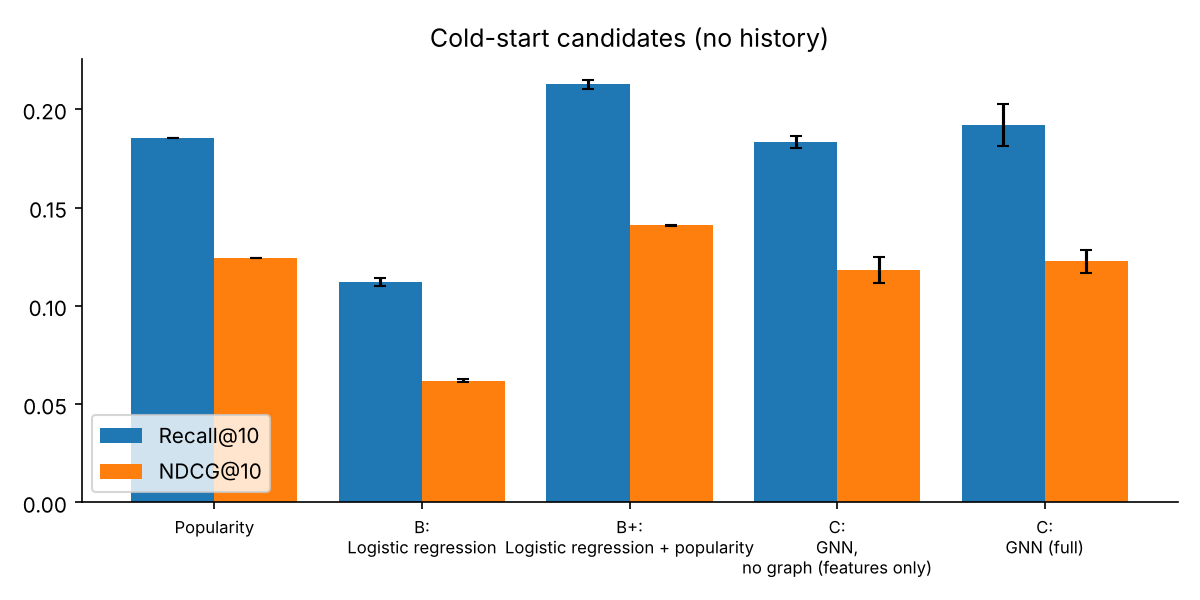 Cold-start candidates (no history)
0.20
0.15
0.10
0.05
0.00
Recall@10
NDCG@10
Popularity
B:
Logistic regression
B+:
Logistic regression + popularity
C:
GNN,
no graph (features only)
C:
GNN (full)